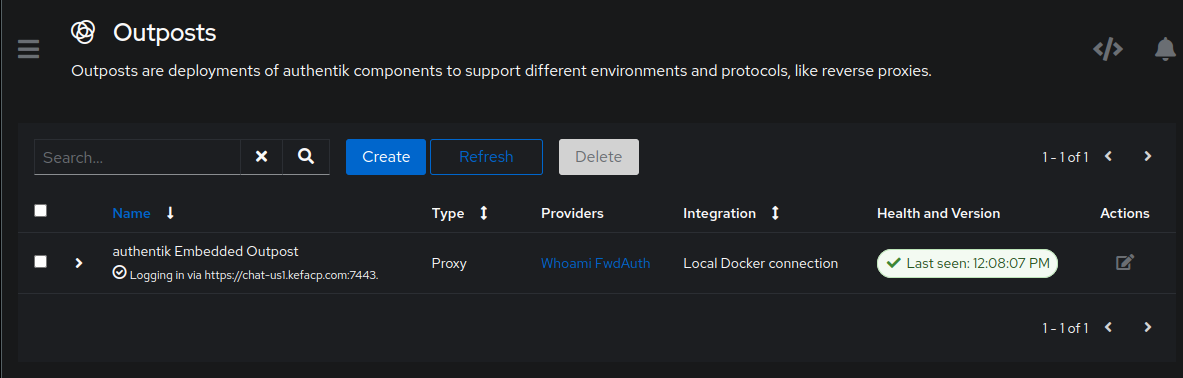 Outposts
Outposts are deployments of authentik components to support different environments and protocols, like reverse proxies.
Search...
Create
Refresh
Delete
1 - 1 of 1
Name
Type
Providers
Integration
Health and Version
Actions
authentik Embedded Outpost
Logging in via https://chat-us1.kefacp.com:7443.
Proxy
Whoami FwdAuth
Local Docker connection
Last seen: 12:08:07 PM
1 - 1 of 1